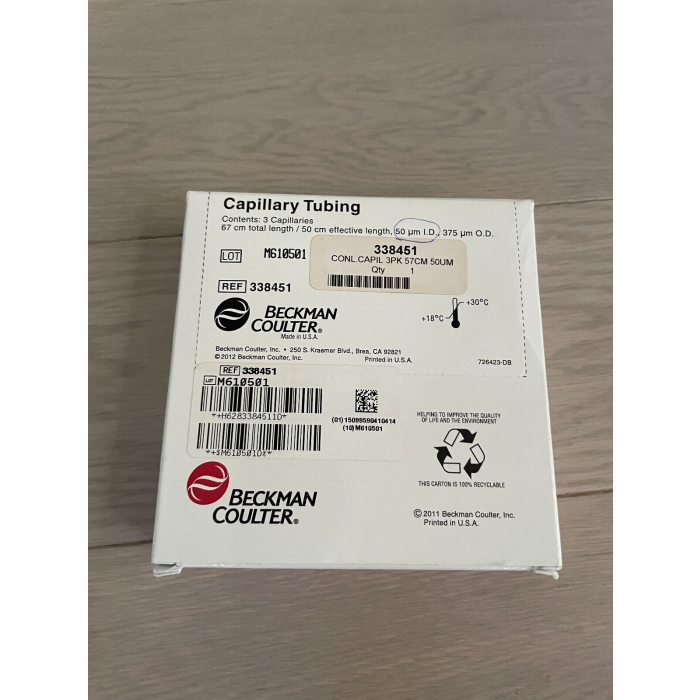 Capillary Tubing
Contents: 3 Capillaries
67 cm total length / 50 cm effective length, 50 µm I.D., 375 µm O.D.
LOT M610501
338451
CONL.CAPIL 3PK 57CM 50UM
Qty 1
REF 338451
BECKMAN
COULTER®
Made in U.S.A.
+30°C
+18°C
Beckman Coulter, Inc. • 250 S. Kraemer Blvd., Brea, CA 92821
©2012 Beckman Coulter, Inc. Printed in U.S.A.
726423-DB
REF 338451
LOT M610501
*+H6283384511D*
(01)15099590410414
(10)M610501
*+$M610501DX*
HELPING TO IMPROVE THE QUALITY
OF LIFE AND THE ENVIRONMENT
THIS CARTON IS 100% RECYCLABLE
BECKMAN
COULTER®
©2011 Beckman Coulter, Inc.
Printed in U.S.A.